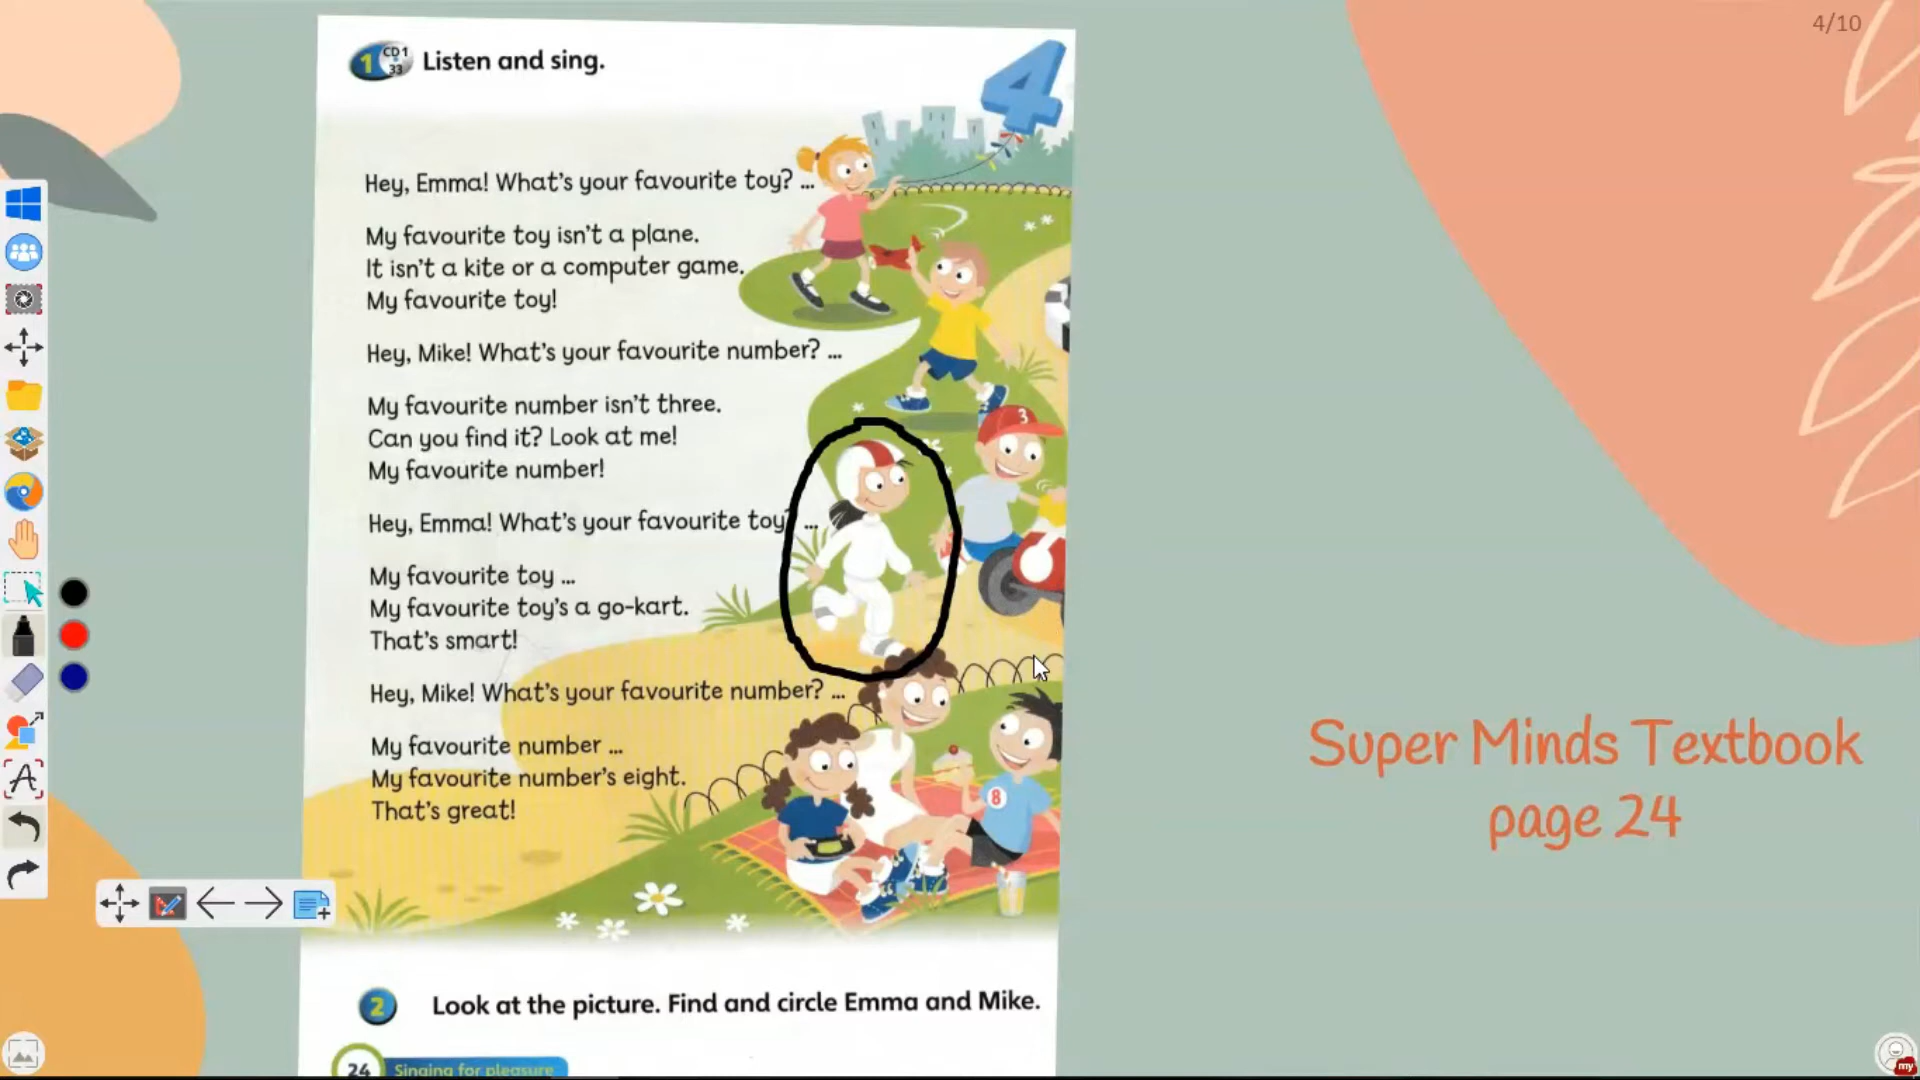 4/10
1 CD1 33 Listen and sing.
4
Hey, Emma! What's your favourite toy? ...
My favourite toy isn't a plane.
It isn't a kite or a computer game.
My favourite toy!
Hey, Mike! What's your favourite number? ...
My favourite number isn't three.
Can you find it? Look at me!
My favourite number!
3
Hey, Emma! What's your favourite toy? ...
My favourite toy ...
My favourite toy's a go-kart.
That's smart!
Hey, Mike! What's your favourite number? ...
My favourite number ...
My favourite number's eight.
That's great!
8
Super Minds Textbook
page 24
2 Look at the picture. Find and circle Emma and Mike.
24 Singing for pleasure
A
my